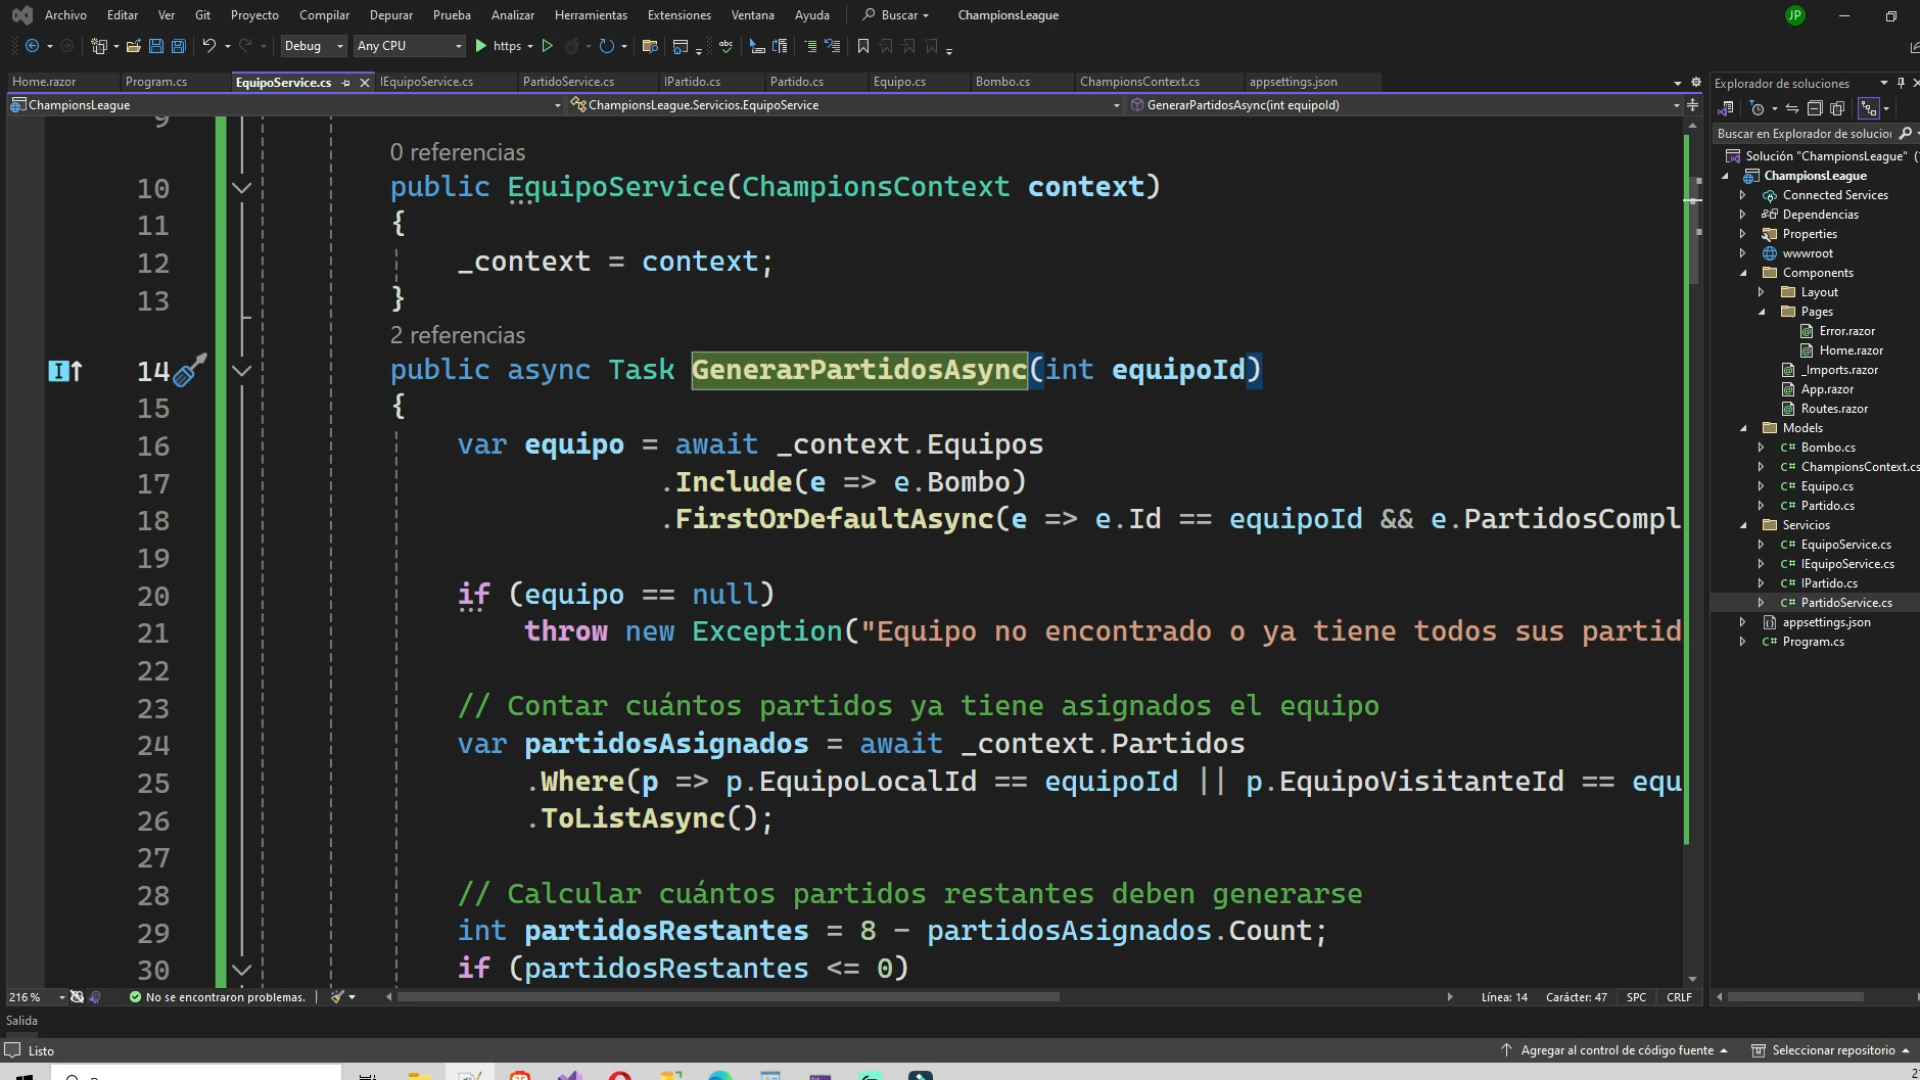 Archivo Editar Ver Git Proyecto Compilar Depurar Prueba Analizar Herramientas Extensiones Ventana Ayuda Buscar ChampionsLeague JP
Debug Any CPU https
Home.razor Program.cs EquipoService.cs IEquipoService.cs PartidoService.cs IPartido.cs Partido.cs Equipo.cs Bombo.cs ChampionsContext.cs appsettings.json
ChampionsLeague ChampionsLeague.Servicios.EquipoService GenerarPartidosAsync(int equipoId)
9
0 referencias
10 public EquipoService(ChampionsContext context)
11 {
12 _context = context;
13 }
2 referencias
14 public async Task GenerarPartidosAsync(int equipoId)
15 {
16 var equipo = await _context.Equipos
17 .Include(e => e.Bombo)
18 .FirstOrDefaultAsync(e => e.Id == equipoId && e.PartidosCompl
19
20 if (equipo == null)
21 throw new Exception("Equipo no encontrado o ya tiene todos sus partid
22
23 // Contar cuántos partidos ya tiene asignados el equipo
24 var partidosAsignados = await _context.Partidos
25 .Where(p => p.EquipoLocalId == equipoId || p.EquipoVisitanteId == equ
26 .ToListAsync();
27
28 // Calcular cuántos partidos restantes deben generarse
29 int partidosRestantes = 8 - partidosAsignados.Count;
30 if (partidosRestantes <= 0)
216 % No se encontraron problemas. Línea: 14 Carácter: 47 SPC CRLF
Salida
Listo Agregar al control de código fuente Seleccionar repositorio
Explorador de soluciones
Buscar en Explorador de solucion
Solución "ChampionsLeague" (
ChampionsLeague
Connected Services
Dependencias
Properties
wwwroot
Components
Layout
Pages
Error.razor
Home.razor
_Imports.razor
App.razor
Routes.razor
Models
C# Bombo.cs
C# ChampionsContext.cs
C# Equipo.cs
C# Partido.cs
Servicios
C# EquipoService.cs
C# IEquipoService.cs
C# IPartido.cs
C# PartidoService.cs
appsettings.json
C# Program.cs